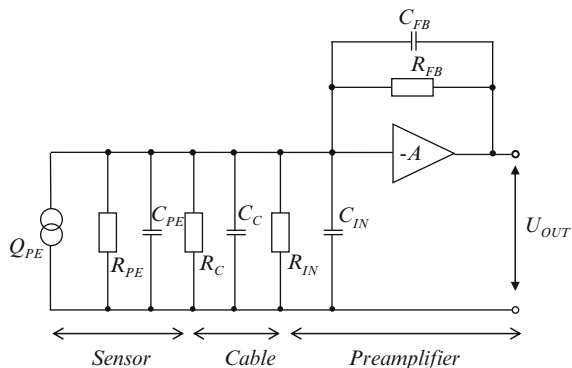 C_FB
R_FB
-A
Q_PE
R_PE
C_PE
R_C
C_C
R_IN
C_IN
U_OUT
Sensor
Cable
Preamplifier